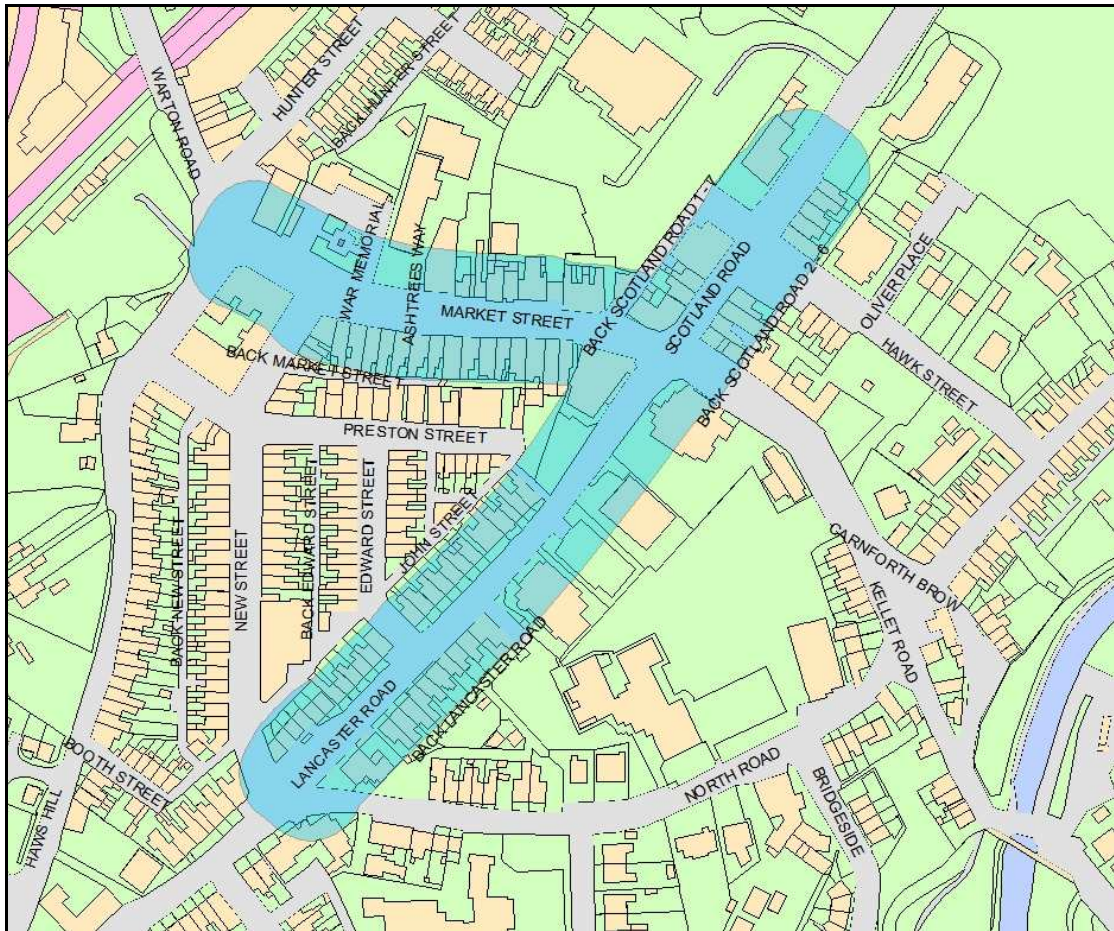 WARTON ROAD
HUNTER STREET
BACK HUNTER STREET
WAR MEMORIAL
ASHTREES WAY
MARKET STREET
BACK MARKET STREET
BACK SCOTLAND ROAD 1 - 7
SCOTLAND ROAD
BACK SCOTLAND ROAD 2 - 6
OLIVER PLACE
HAWK STREET
PRESTON STREET
JOHN STREET
EDWARD STREET
BACK EDWARD STREET
NEW STREET
BACK NEW STREET
CARNFORTH BROW
KELLET ROAD
LANCASTER ROAD
BACK LANCASTER ROAD
BOOTH STREET
HAWS HILL
NORTH ROAD
BRIDGESIDE